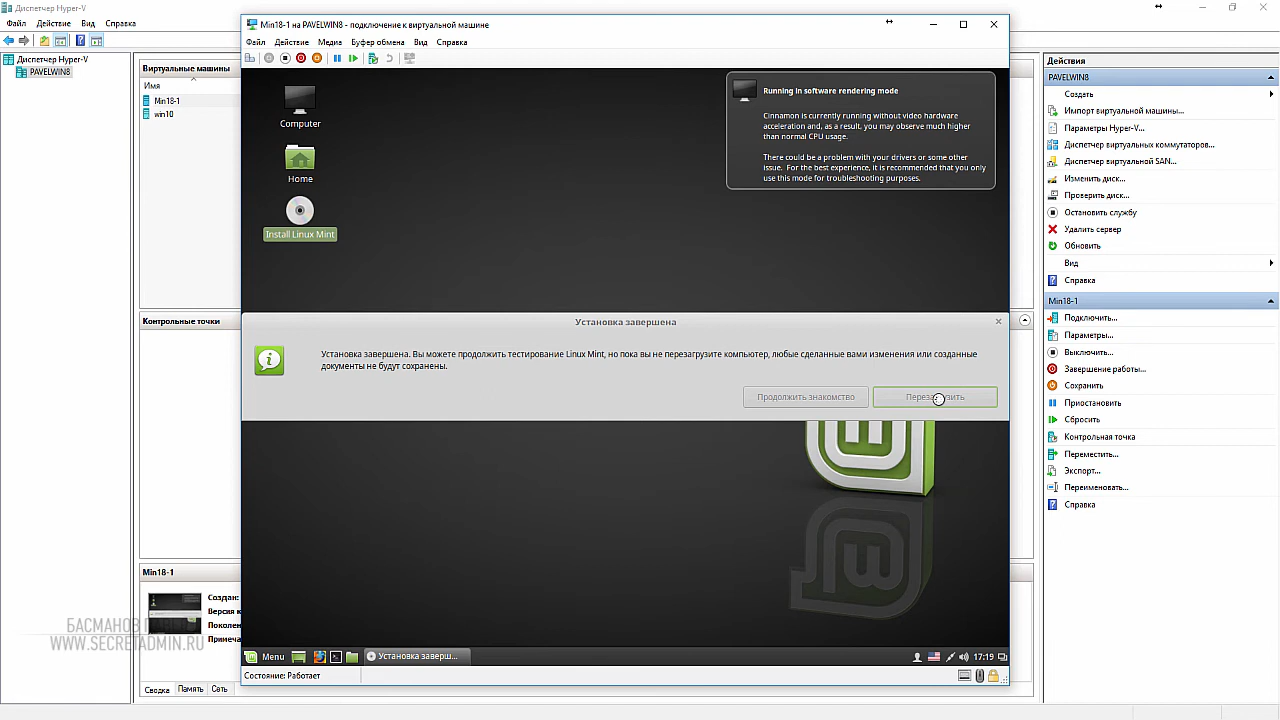 Диспетчер Hyper-V
Файл Действие Вид Справка
Диспетчер Hyper-V
PAVELWIN8
Виртуальные машины
Имя
Min18-1
win10
Контрольные точки
Min18-1
Создан:
Версия к
Поколен
Примеча
Сводка Память Сеть
Min18-1 на PAVELWIN8 - подключение к виртуальной машине
Файл Действие Медиа Буфер обмена Вид Справка
Computer
Home
Install Linux Mint
Running in software rendering mode
Cinnamon is currently running without video hardware
acceleration and, as a result, you may observe much higher
than normal CPU usage.
There could be a problem with your drivers or some other
issue. For the best experience, it is recommended that you only
use this mode for troubleshooting purposes.
Установка завершена
Установка завершена. Вы можете продолжить тестирование Linux Mint, но пока вы не перезагрузите компьютер, любые сделанные вами изменения или созданные
документы не будут сохранены.
Продолжить знакомство
Menu
Установка заверш...
17:19
Состояние: Работает
Действия
PAVELWIN8
Создать
Импорт виртуальной машины...
Параметры Hyper-V...
Диспетчер виртуальных коммутаторов...
Диспетчер виртуальной SAN...
Изменить диск...
Проверить диск...
Остановить службу
Удалить сервер
Обновить
Вид
Справка
Min18-1
Подключить...
Параметры...
Выключить...
Завершение работы...
Сохранить
Приостановить
Сбросить
Контрольная точка
Переместить...
Экспорт...
Переименовать...
Справка
БАСМАНОВ
WWW.SECRETADMIN.RU